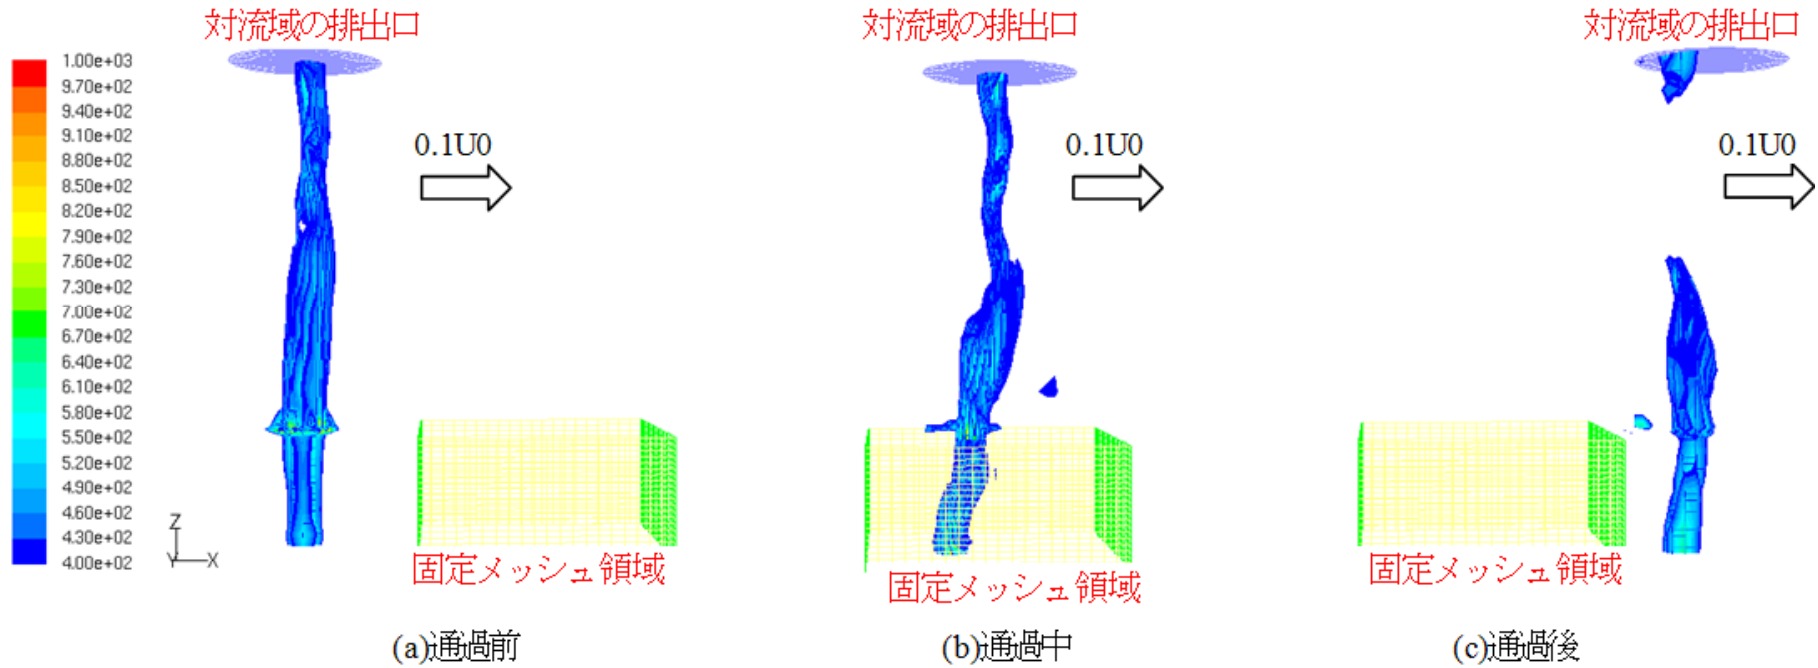 対流域の排出口
対流域の排出口
対流域の排出口
1.00e+03
9.70e+02
9.40e+02
9.10e+02
8.80e+02
8.50e+02
8.20e+02
7.90e+02
7.60e+02
7.30e+02
7.00e+02
6.70e+02
6.40e+02
6.10e+02
5.80e+02
5.50e+02
5.20e+02
4.90e+02
4.60e+02
4.30e+02
4.00e+02
0.1U0
0.1U0
0.1U0
Z
Y
X
固定メッシュ領域
固定メッシュ領域
固定メッシュ領域
(a)通過前
(b)通過中
(c)通過後